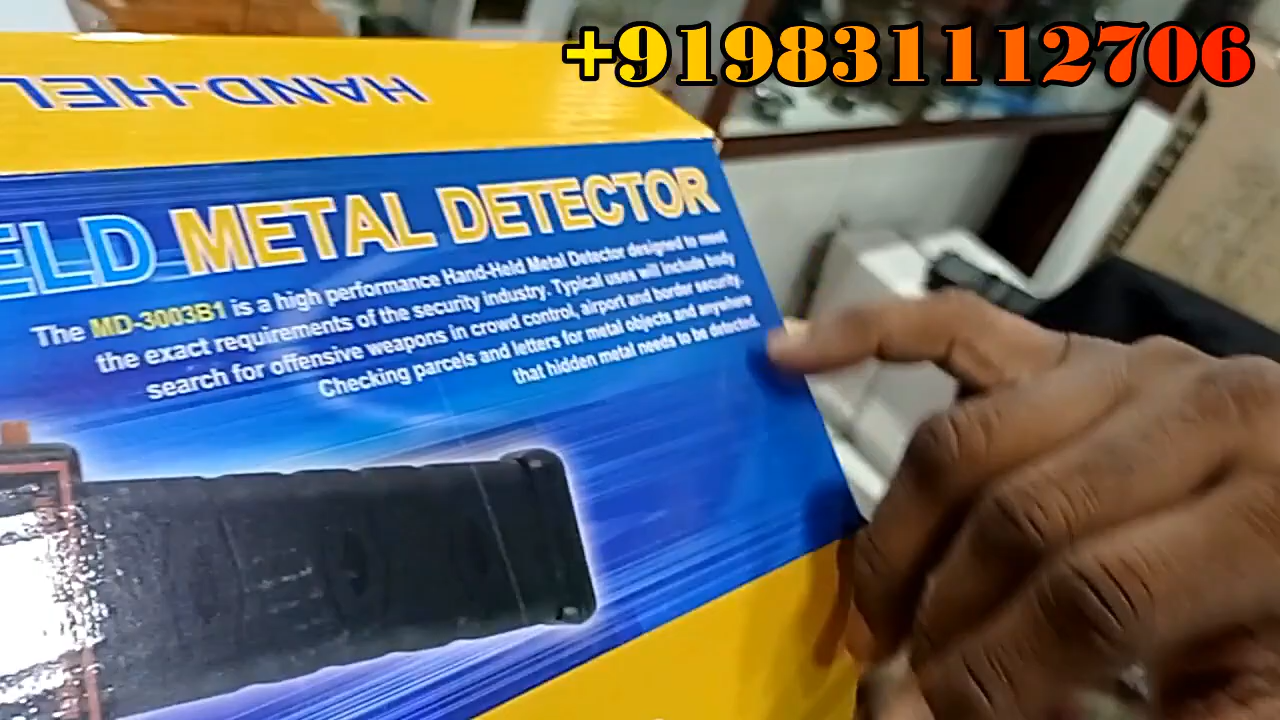 +919831112706
HAND-HEL
ELD METAL DETECTOR
The MD-3003B1 is a high performance Hand-Held Metal Detector designed to meet
the exact requirements of the security industry. Typical uses will include body
search for offensive weapons in crowd control, airport and border security.
Checking parcels and letters for metal objects and anywhere
that hidden metal needs to be detected.